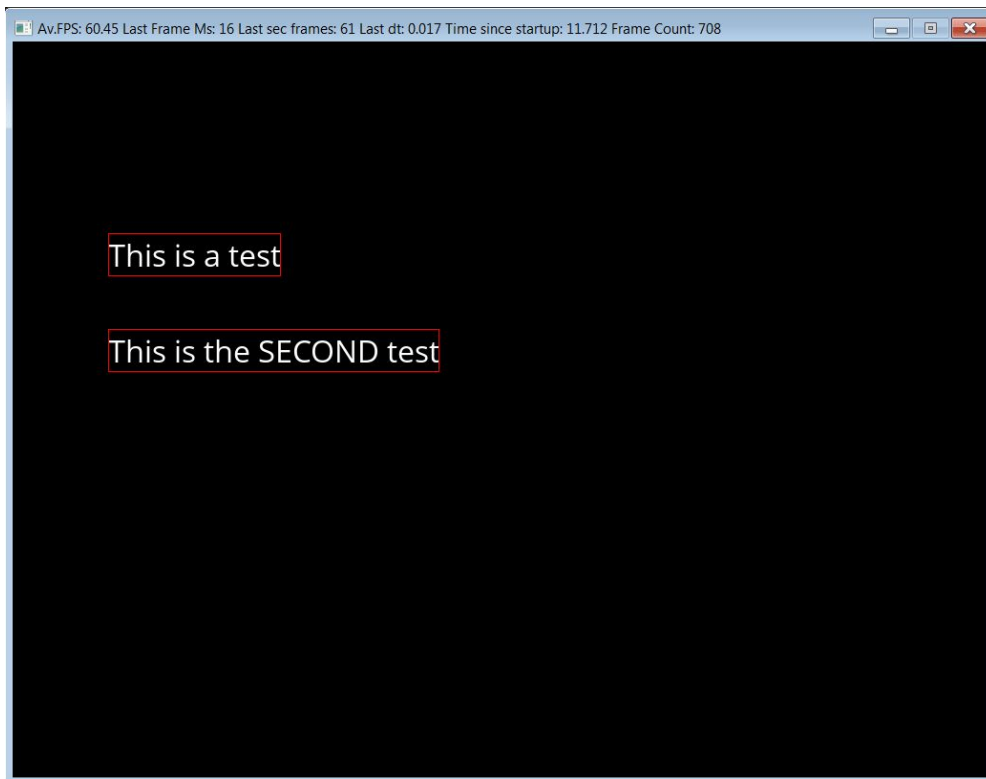 Av.FPS: 60.45 Last Frame Ms: 16 Last sec frames: 61 Last dt: 0.017 Time since startup: 11.712 Frame Count: 708
This is a test
This is the SECOND test